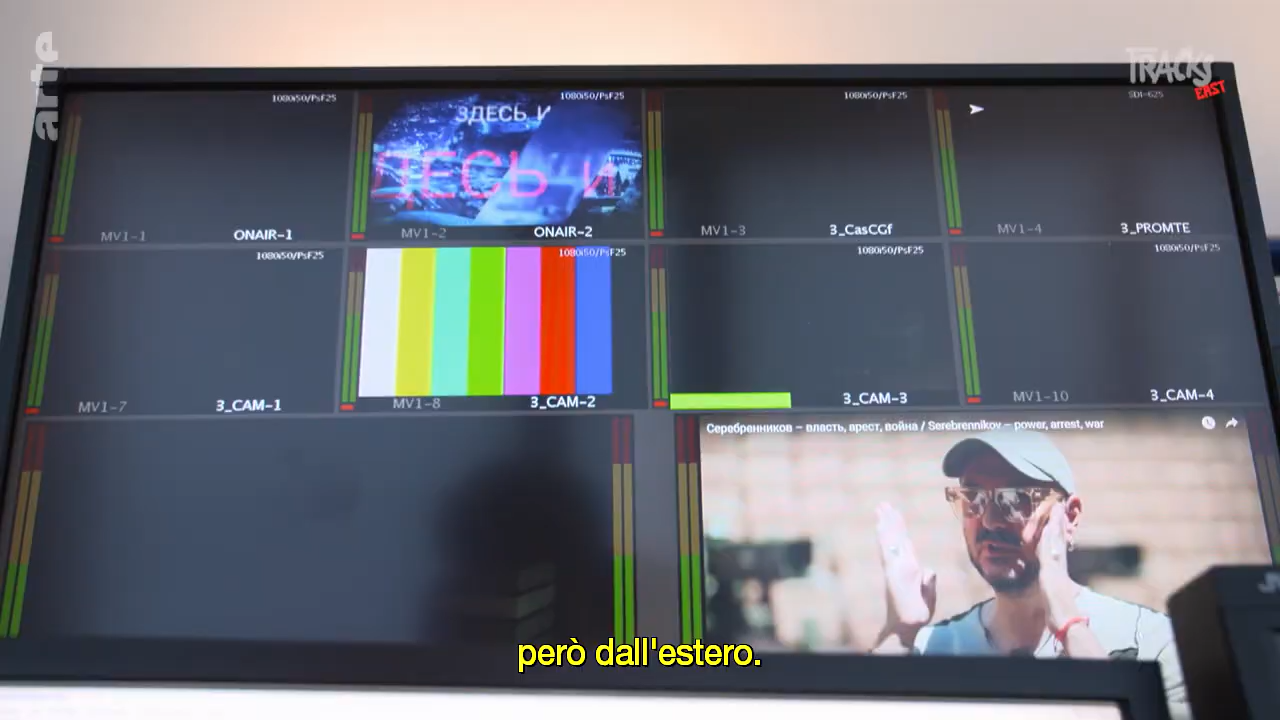 arte
TRACKS
EAST
1080i50/PsF25
1080i50/PsF25
1080i50/PsF25
SDI-625
ЗДЕСЬ И
ДЕСЬ И
MV1-1 ONAIR-1
MV1-2 ONAIR-2
MV1-3 3_CasCGf
MV1-4 3_PROMTE
1080i50/PsF25
1080i50/PsF25
1080i50/PsF25
1080i50/PsF25
MV1-7 3_CAM-1
MV1-8 3_CAM-2
3_CAM-3
MV1-10 3_CAM-4
Серебренников – власть, арест, война / Serebrennikov – power, arrest, war
però dall'estero.